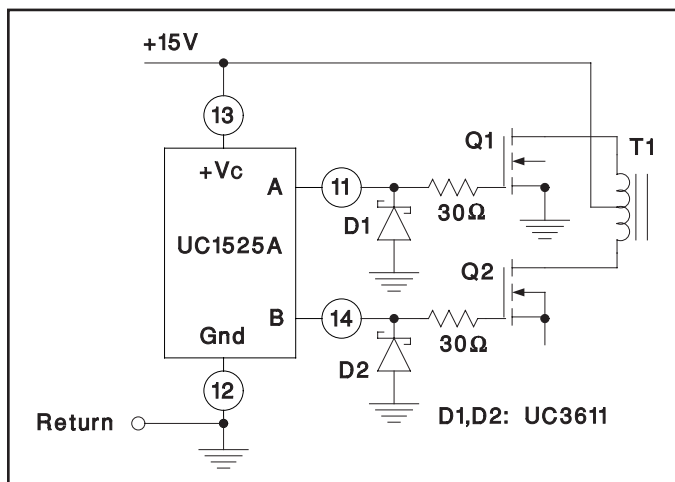 +15V
13
+Vc
A
11
D1
30Ω
Q1
T1
UC1525A
B
14
D2
30Ω
Q2
Gnd
12
Return
D1,D2: UC3611